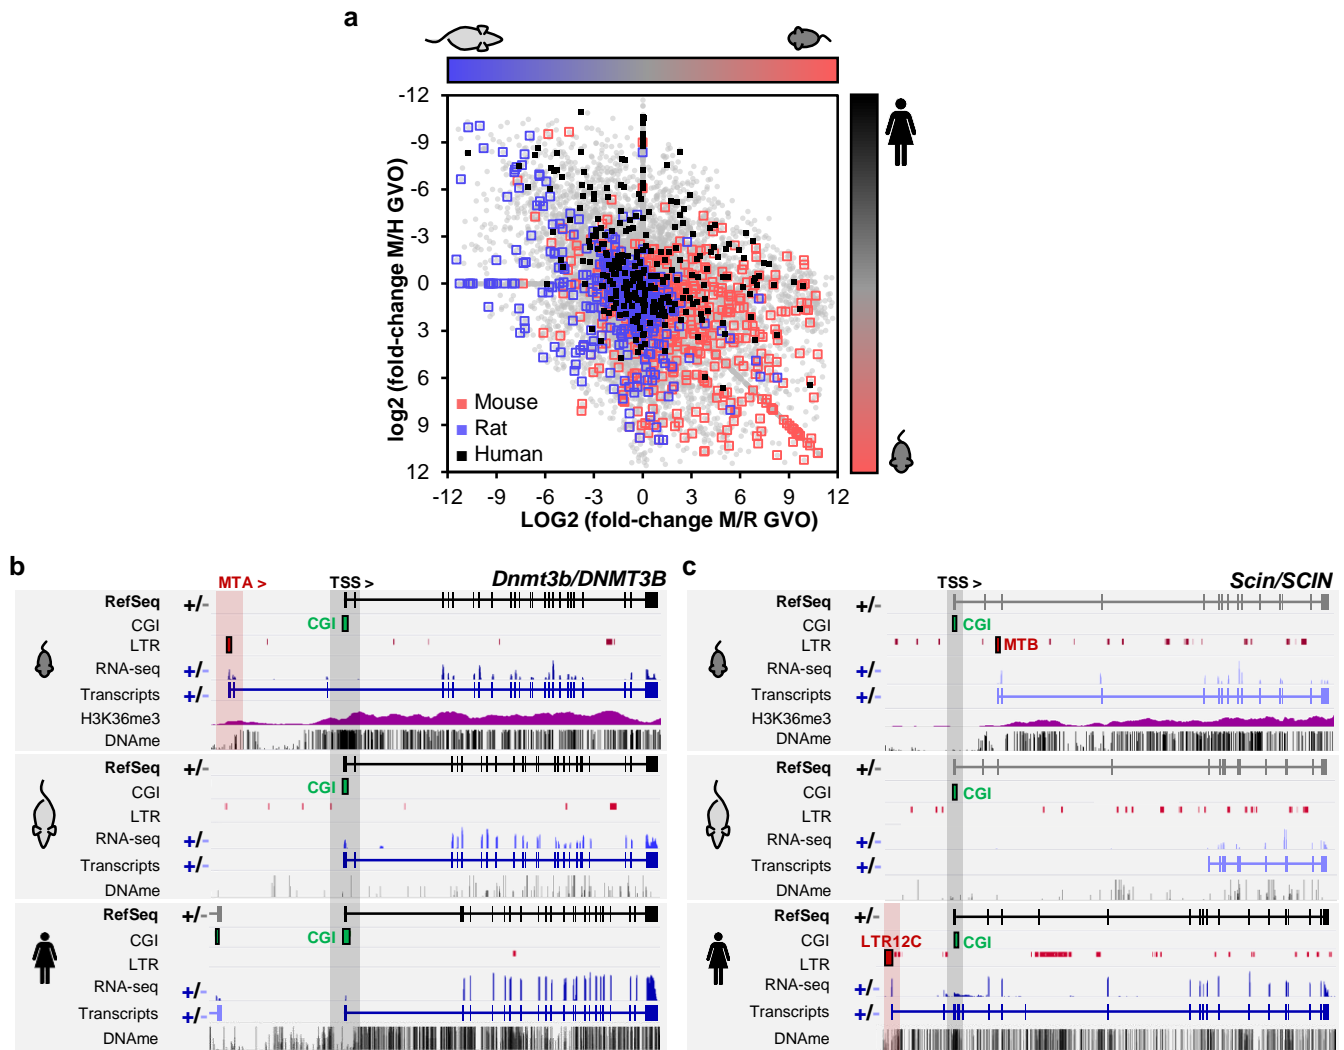 a
-12
-9
-6
-3
0
3
6
9
12
log2 (fold-change M/H GVO)
Mouse
Rat
Human
-12 -9 -6 -3 0 3 6 9 12
LOG2 (fold-change M/R GVO)
b
MTA > TSS > Dnmt3b/DNMT3B
RefSeq +/-
CGI CGI
LTR
RNA-seq +/-
Transcripts +/-
H3K36me3
DNAme
RefSeq +/-
CGI CGI
LTR
RNA-seq +/-
Transcripts +/-
DNAme
RefSeq +/-
CGI CGI
LTR
RNA-seq +/-
Transcripts +/-
DNAme
c
TSS > Scin/SCIN
RefSeq +/-
CGI CGI
LTR MTB
RNA-seq +/-
Transcripts +/-
H3K36me3
DNAme
RefSeq +/-
CGI CGI
LTR
RNA-seq +/-
Transcripts +/-
DNAme
RefSeq +/-
CGI LTR12C CGI
LTR
RNA-seq +/-
Transcripts +/-
DNAme